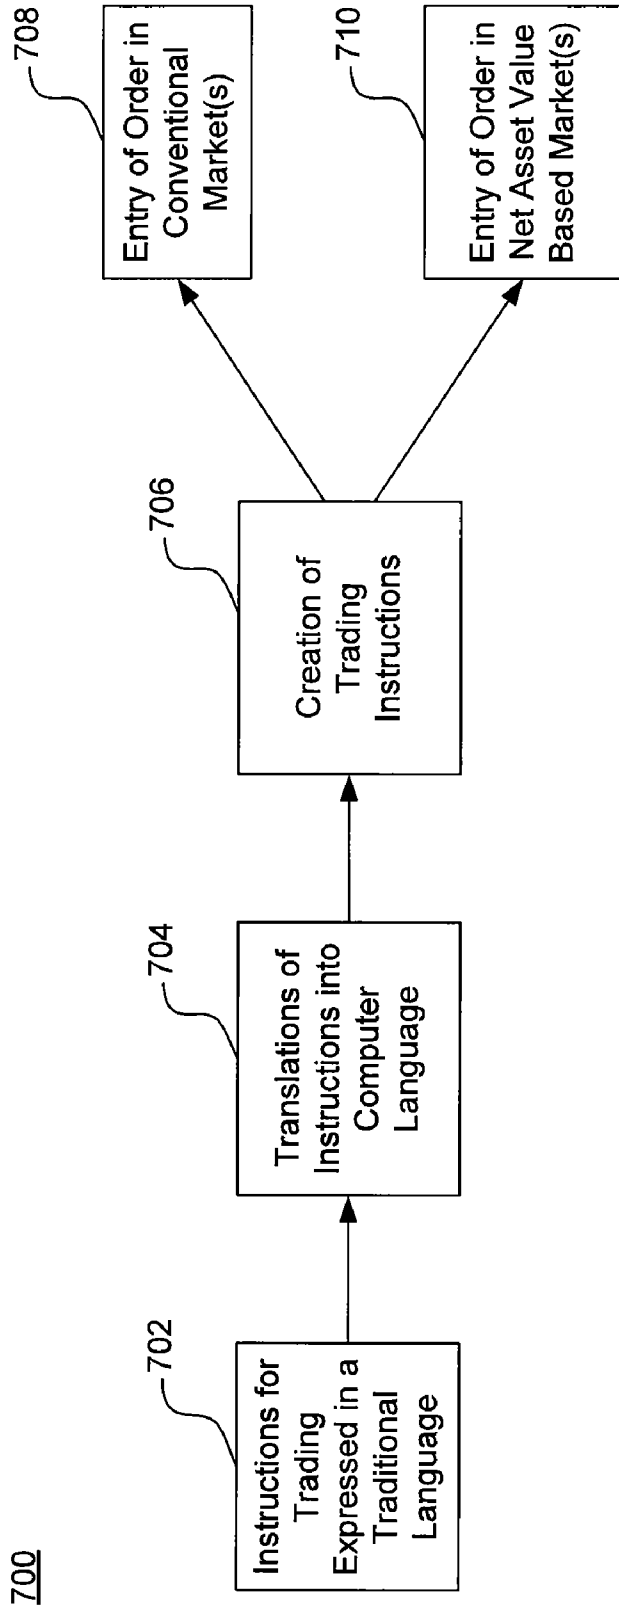 700
702
Instructions for
Trading
Expressed in a
Traditional
Language
704
Translations of
Instructions into
Computer
Language
706
Creation of
Trading
Instructions
708
Entry of Order in
Conventional
Market(s)
710
Entry of Order in
Net Asset Value
Based Market(s)